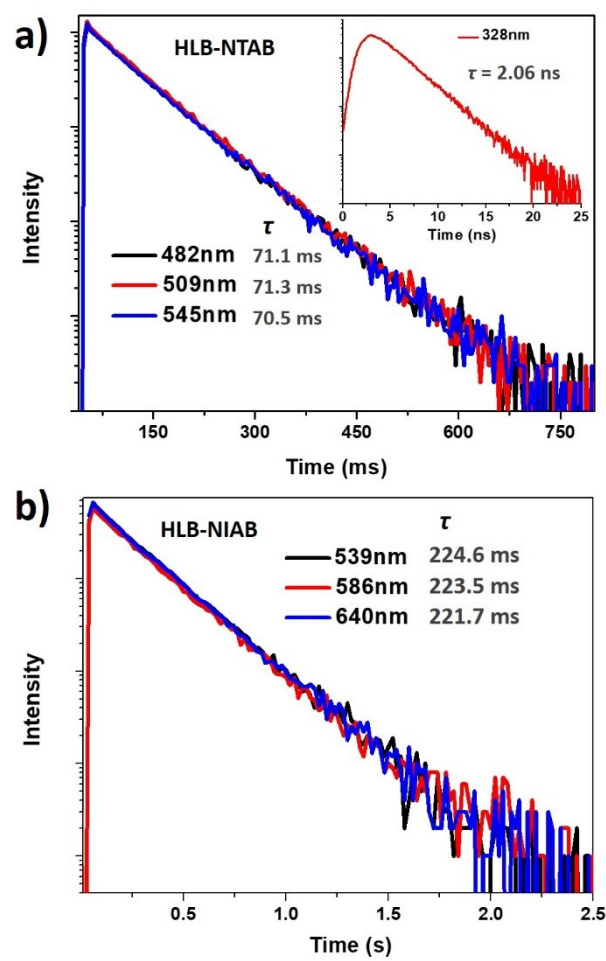 a)
HLB-NTAB
328nm
τ = 2.06 ns
0 5 10 15 20 25
Time (ns)
τ
482nm 71.1 ms
509nm 71.3 ms
545nm 70.5 ms
Intensity
150 300 450 600 750
Time (ms)
b)
HLB-NIAB
τ
539nm 224.6 ms
586nm 223.5 ms
640nm 221.7 ms
Intensity
0.5 1.0 1.5 2.0 2.5
Time (s)